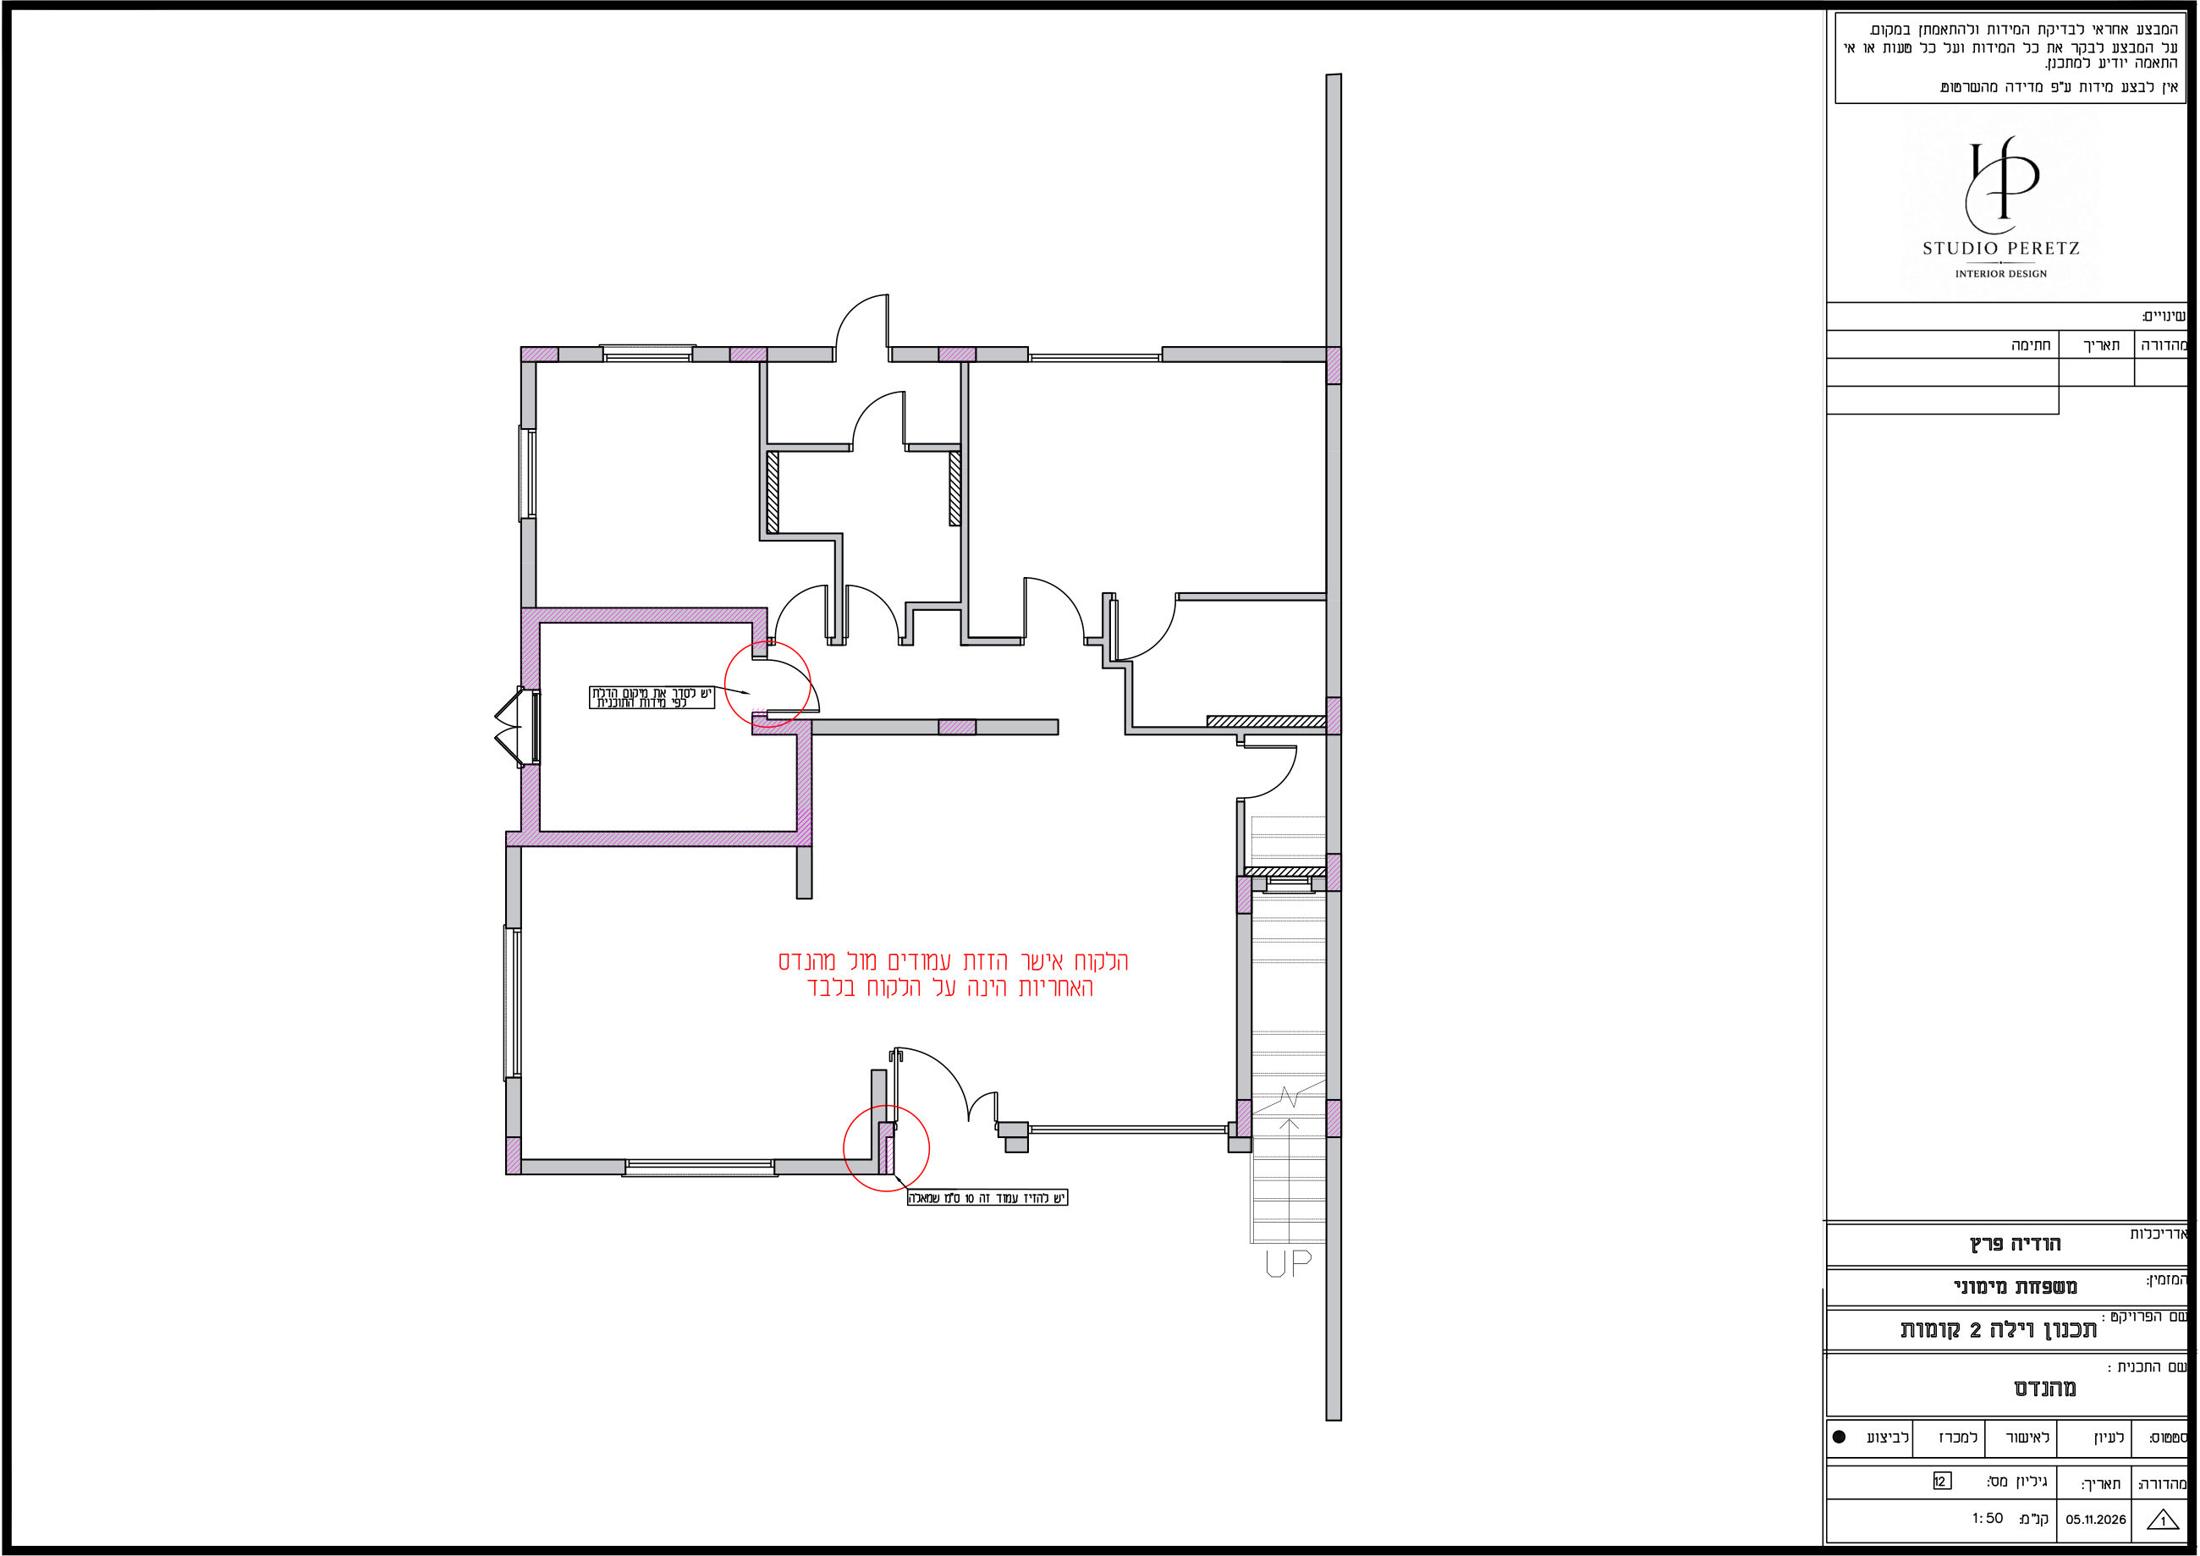 המבצע אחראי לבדיקת המידות ולהתאמתן במקום.
על המבצע לבקר את כל המידות ועל כל טעות או אי
התאמה יודיע למתכנן.
אין לבצע מידות ע"פ מדידה מהשרטוט.
STUDIO PERETZ
INTERIOR DESIGN
שינויים:
מהדורה תאריך חתימה
יש לסדר את מיקום הדלת
לפי מידות התוכנית
הלקוח אישר הזזת עמודים מול מהנדס
האחריות הינה על הלקוח בלבד
יש להזיז עמוד זה 10 ס"מ שמאלה
UP
אדריכלות
הודיה פרץ
המזמין:
משפחת מימוני
שם הפרויקט :
תכנון וילה 2 קומות
שם התכנית :
מהנדס
סטטוס: לעיון לאישור למכרז לביצוע
מהדורה: תאריך: גיליון מס': 12
1 05.11.2026 קנ"מ: 1:50